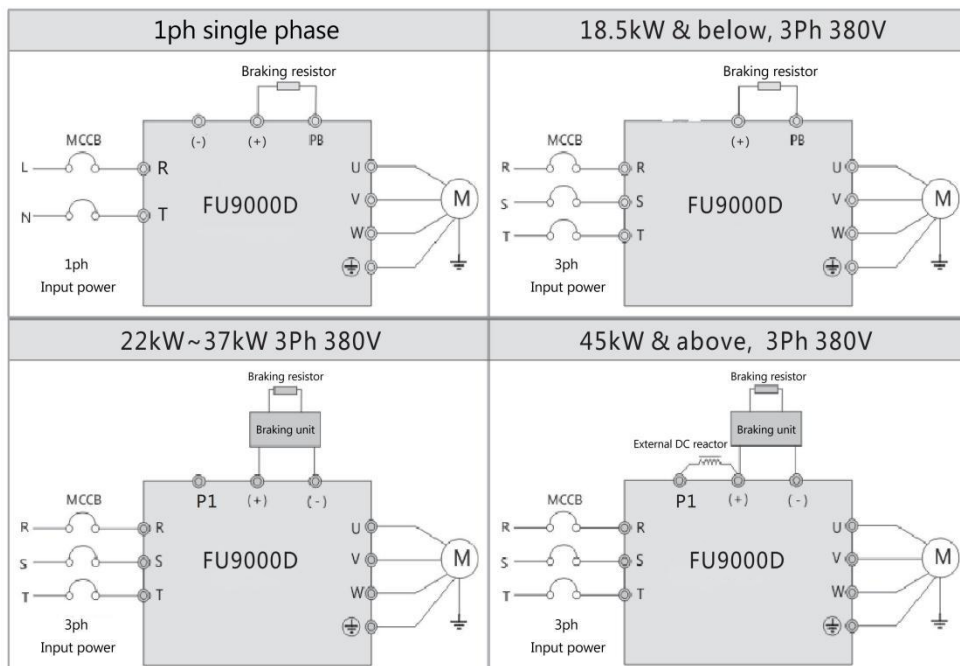 1ph single phase
Braking resistor
MCCB
(-) (+) PB
L R U
FU9000D V M
N T W
1ph
Input power
18.5kW & below, 3Ph 380V
Braking resistor
MCCB
(+) PB
R R U
S S FU9000D V M
T T W
3ph
Input power
22kW~37kW 3Ph 380V
Braking resistor
Braking unit
MCCB P1 (+) (-)
R R U
S S FU9000D V M
T T W
3ph
Input power
45kW & above, 3Ph 380V
Braking resistor
Braking unit
External DC reactor
MCCB P1 (+) (-)
R R U
S S FU9000D V M
T T W
3ph
Input power